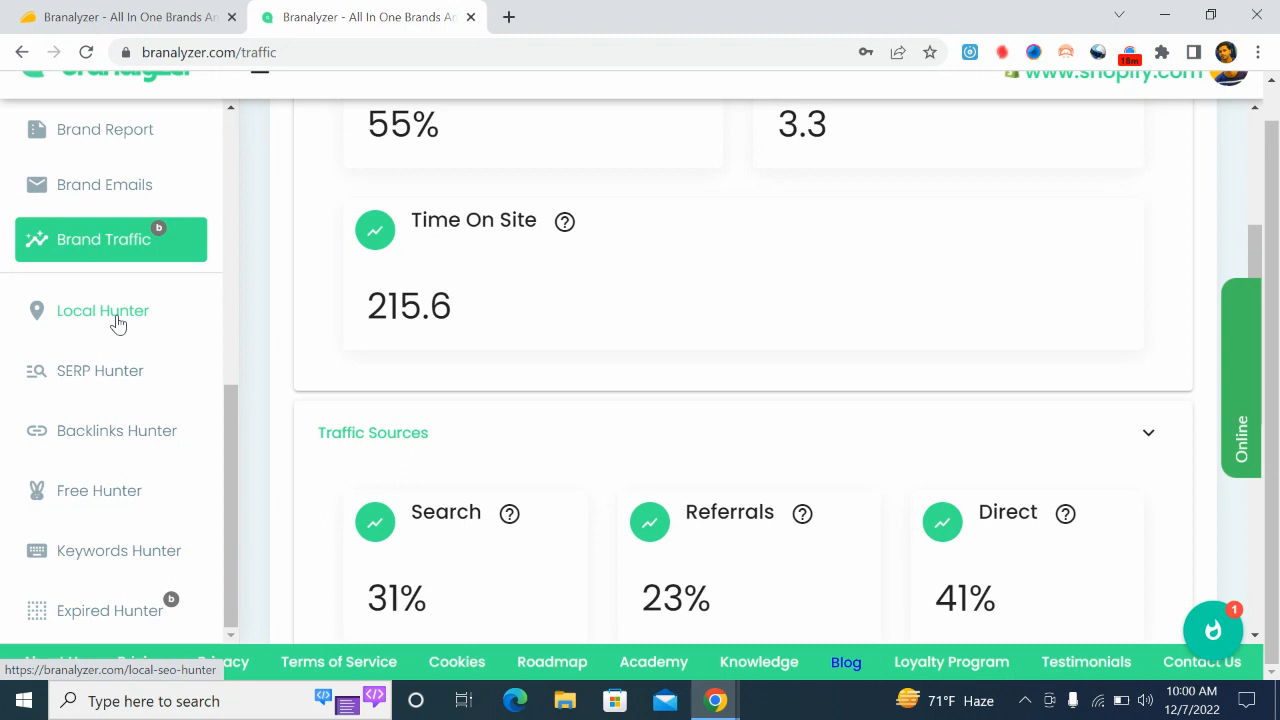 Branalyzer - All In One Brands An
Branalyzer - All In One Brands An
branalyzer.com/traffic
18m
Branalyzer
www.shopify.com
Brand Report
Brand Emails
Brand Traffic b
Local Hunter
SERP Hunter
Backlinks Hunter
Free Hunter
Keywords Hunter
Expired Hunter b
55%
3.3
Time On Site ?
215.6
Traffic Sources
Search ?
31%
Referrals ?
23%
Direct ?
41%
Online
1
Privacy Terms of Service Cookies Roadmap Academy Knowledge Blog Loyalty Program Testimonials Contact Us
https://branalyzer.com/local-seo-hunter
Type here to search
71°F Haze
10:00 AM
12/7/2022